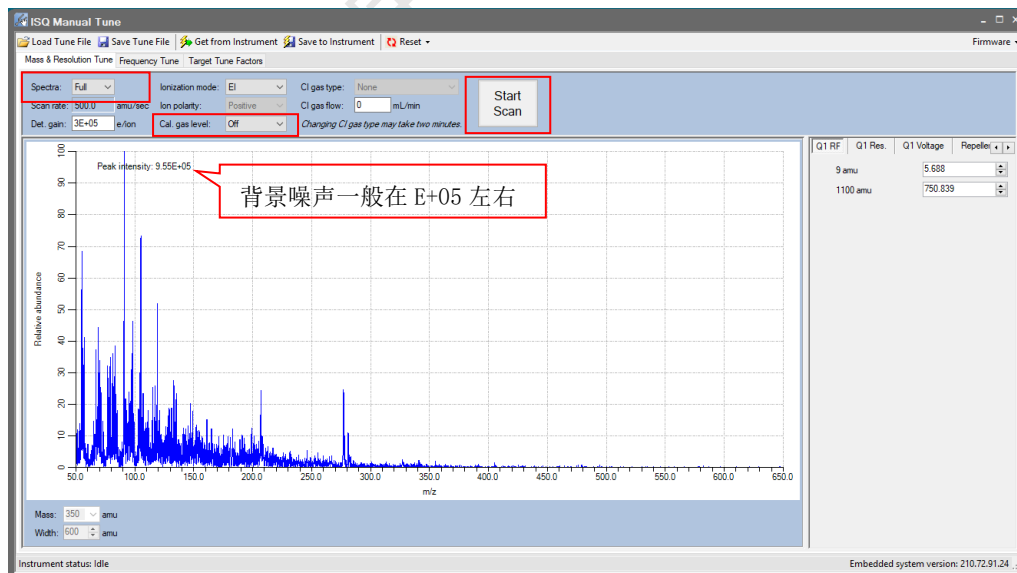 ISQ Manual Tune
Load Tune File Save Tune File Get from Instrument Save to Instrument Reset Firmware
Mass & Resolution Tune Frequency Tune Target Tune Factors
Spectra: Full Ionization mode: EI CI gas type: None Start Scan
Scan rate: 500.0 amu/sec Ion polarity: Positive CI gas flow: 0 mL/min
Det. gain: 3E+05 e/ion Cal. gas level: Off Changing CI gas type may take two minutes.
Q1 RF Q1 Res. Q1 Voltage Repeller
9 amu 5.688
1100 amu 750.839
Peak intensity: 9.55E+05
背景噪声一般在 E+05 左右
Relative abundance
100
90
80
70
60
50
40
30
20
10
0
50.0 100.0 150.0 200.0 250.0 300.0 350.0 400.0 450.0 500.0 550.0 600.0 650.0
m/z
Mass: 350 amu
Width: 600 amu
Instrument status: Idle Embedded system version: 210.72.91.24